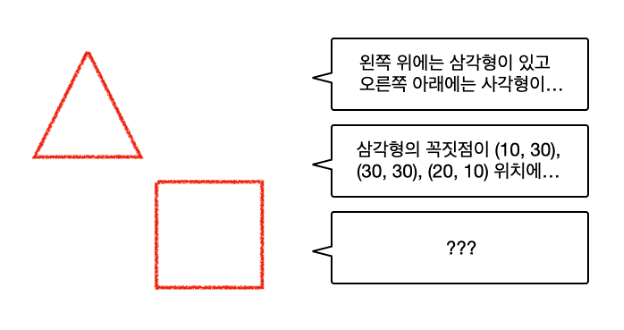 왼쪽 위에는 삼각형이 있고
오른쪽 아래에는 사각형이...
삼각형의 꼭짓점이 (10, 30),
(30, 30), (20, 10) 위치에...
???